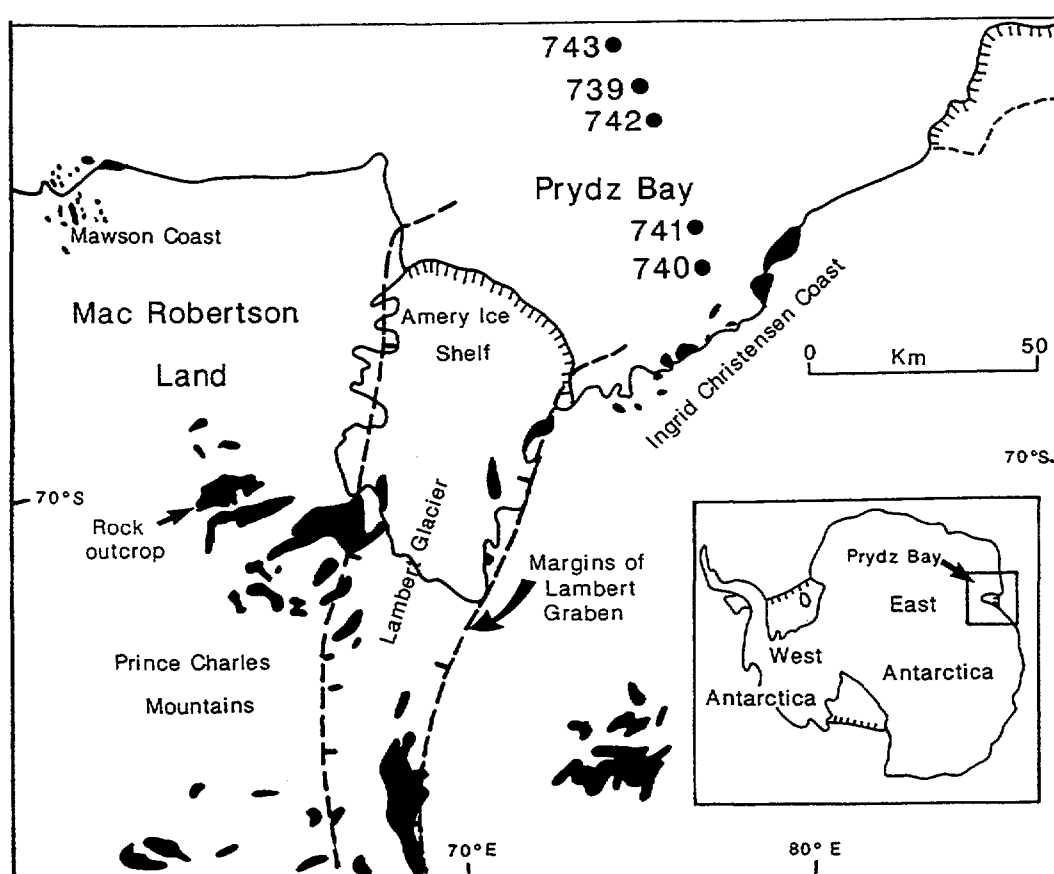 743
739
742
Prydz Bay
741
740
Mawson Coast
Mac Robertson
Land
Amery Ice
Shelf
Ingrid Christensen Coast
0 Km 50
70°S
70°S
Rock
outcrop
Lambert Glacier
Margins of
Lambert
Graben
Prince Charles
Mountains
Prydz Bay
East
Antarctica
West
Antarctica
70°E
80°E